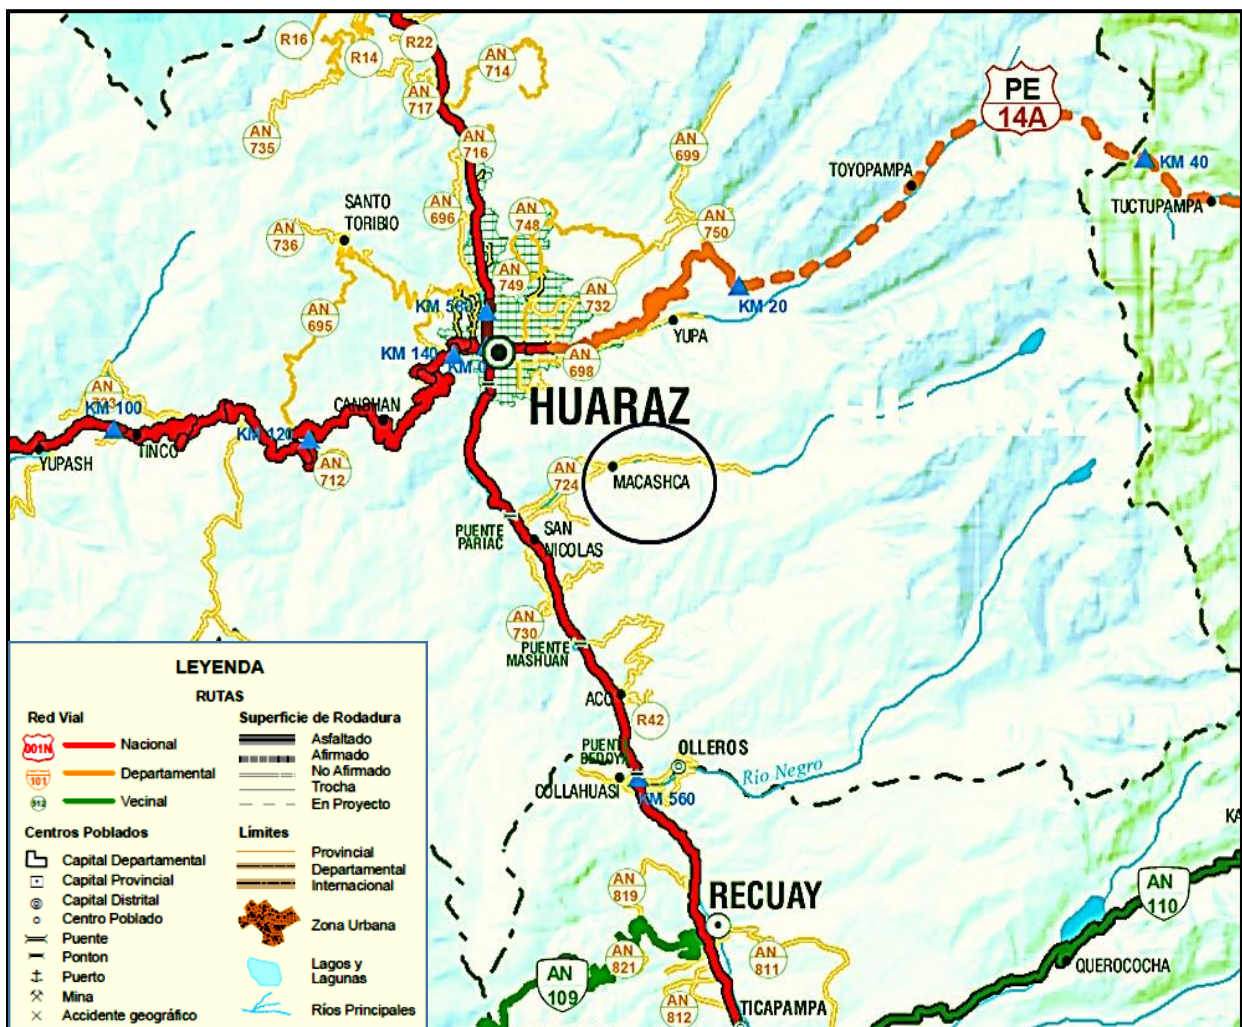 R16
R14
R22
AN
714
AN
717
AN
735
AN
716
AN
699
PE
14A
KM 40
TOYOPAMPA
TUCTUPAMPA
SANTO
TORIBIO
AN
696
AN
748
AN
750
AN
736
AN
749
AN
732
KM 20
AN
695
YUPA
KM 140
AN
698
HUARAZ
KM 100
KM 120
TINCO
YUPASH
AN
712
AN
724
MACASHCA
PUENTE
PARIAC
SAN
NICOLAS
AN
730
PUENTE
MASHUAN
ACO
R42
PUENTE
BEDOYA
OLLEROS
Río Negro
COLLAHUASI
KM 560
AN
819
RECUAY
AN
110
AN
821
AN
811
AN
109
QUEROCOCHA
AN
812
TICAPAMPA
LEYENDA
RUTAS
Red Vial
001N Nacional
101 Departamental
512 Vecinal
Superficie de Rodadura
Asfaltado
Afirmado
No Afirmado
Trocha
En Proyecto
Centros Poblados
Capital Departamental
Capital Provincial
Capital Distrital
Centro Poblado
Puente
Ponton
Puerto
Mina
Accidente geográfico
Límites
Provincial
Departamental
Internacional
Zona Urbana
Lagos y
Lagunas
Ríos Principales